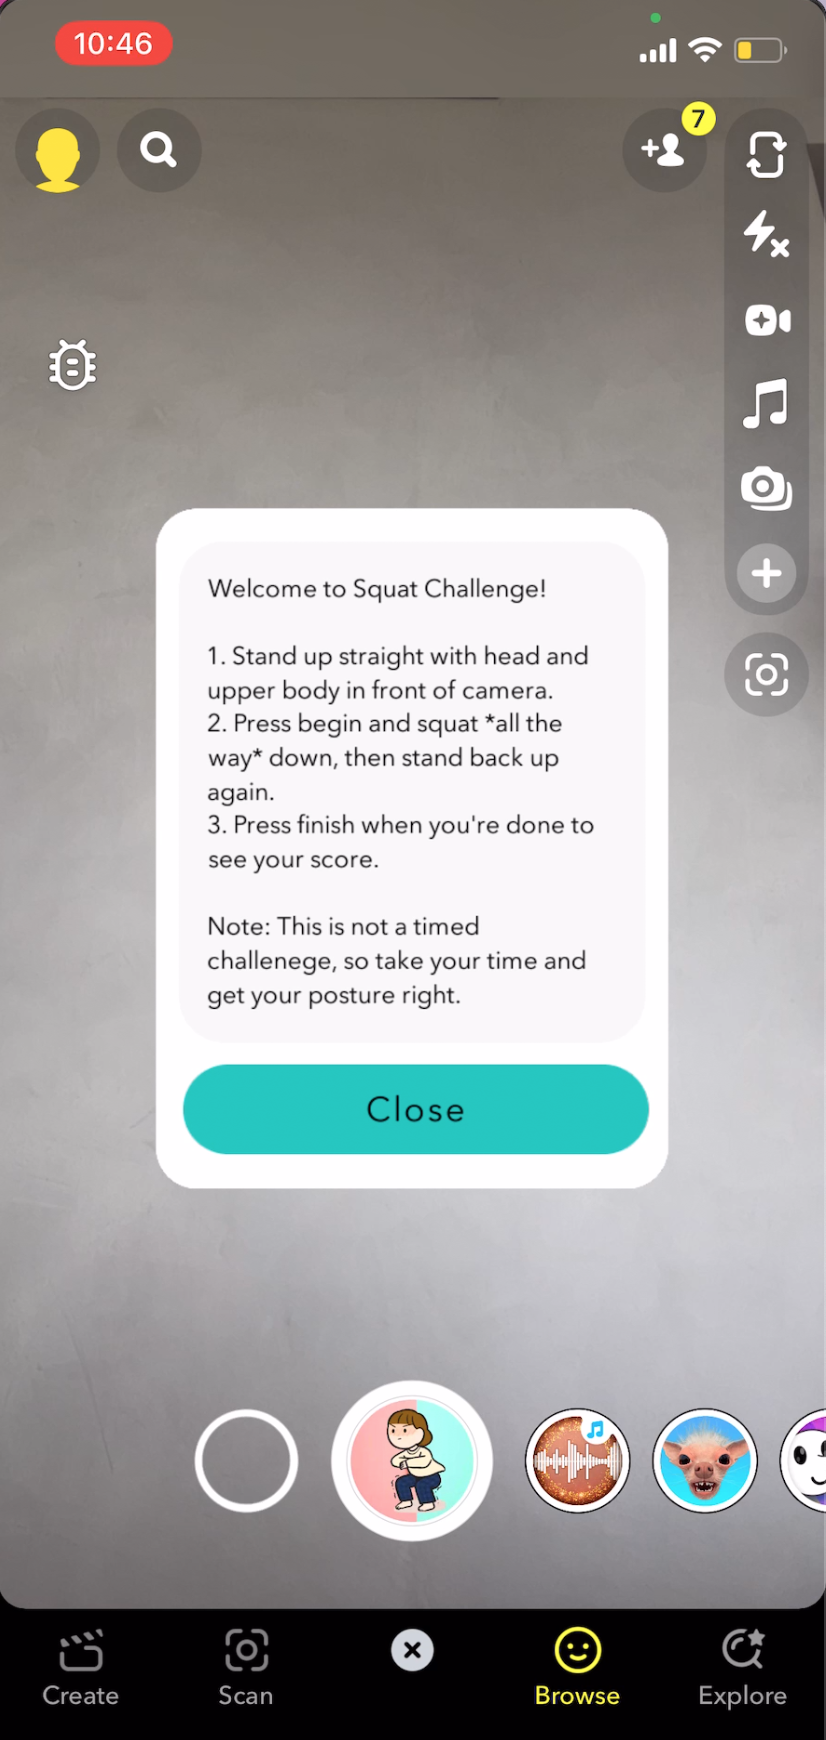 10:46
7
Welcome to Squat Challenge!
1. Stand up straight with head and
upper body in front of camera.
2. Press begin and squat *all the
way* down, then stand back up
again.
3. Press finish when you're done to
see your score.
Note: This is not a timed
challenege, so take your time and
get your posture right.
Close
Create
Scan
Browse
Explore